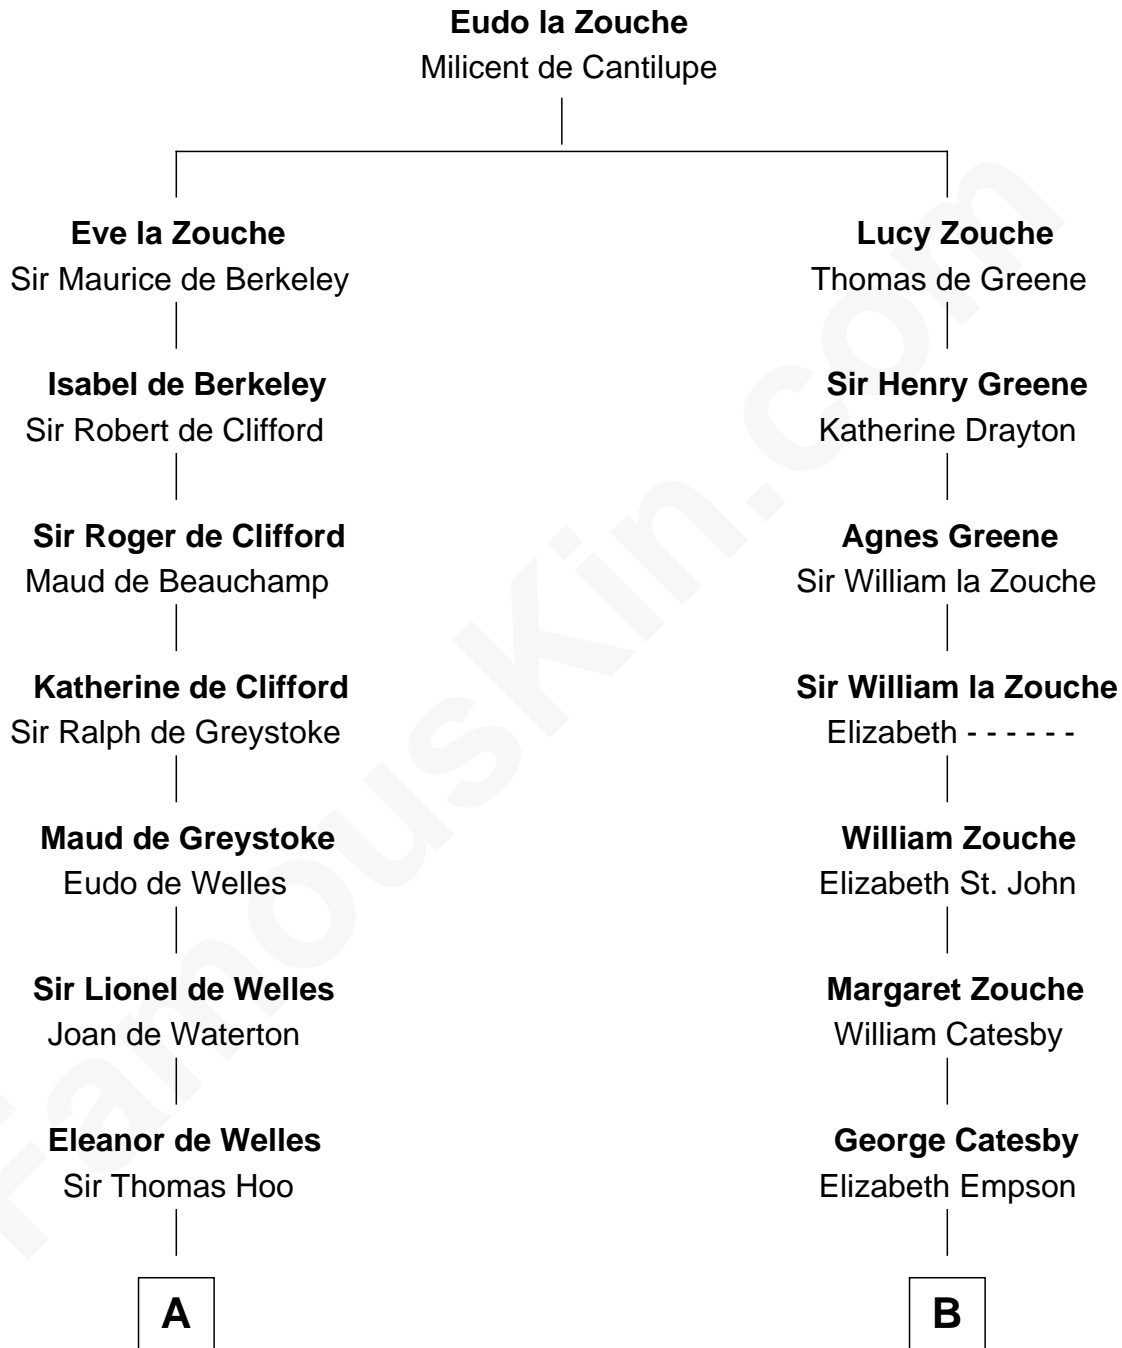 Eudo la Zouche
Milicent de Cantilupe
Eve la Zouche
Sir Maurice de Berkeley
Lucy Zouche
Thomas de Greene
Isabel de Berkeley
Sir Robert de Clifford
Sir Henry Greene
Katherine Drayton
Sir Roger de Clifford
Maud de Beauchamp
Agnes Greene
Sir William la Zouche
Katherine de Clifford
Sir Ralph de Greystoke
Sir William la Zouche
Elizabeth - - - - - -
Maud de Greystoke
Eudo de Welles
William Zouche
Elizabeth St. John
Sir Lionel de Welles
Joan de Waterton
Margaret Zouche
William Catesby
Eleanor de Welles
Sir Thomas Hoo
George Catesby
Elizabeth Empson
A
B
FamousKin.com